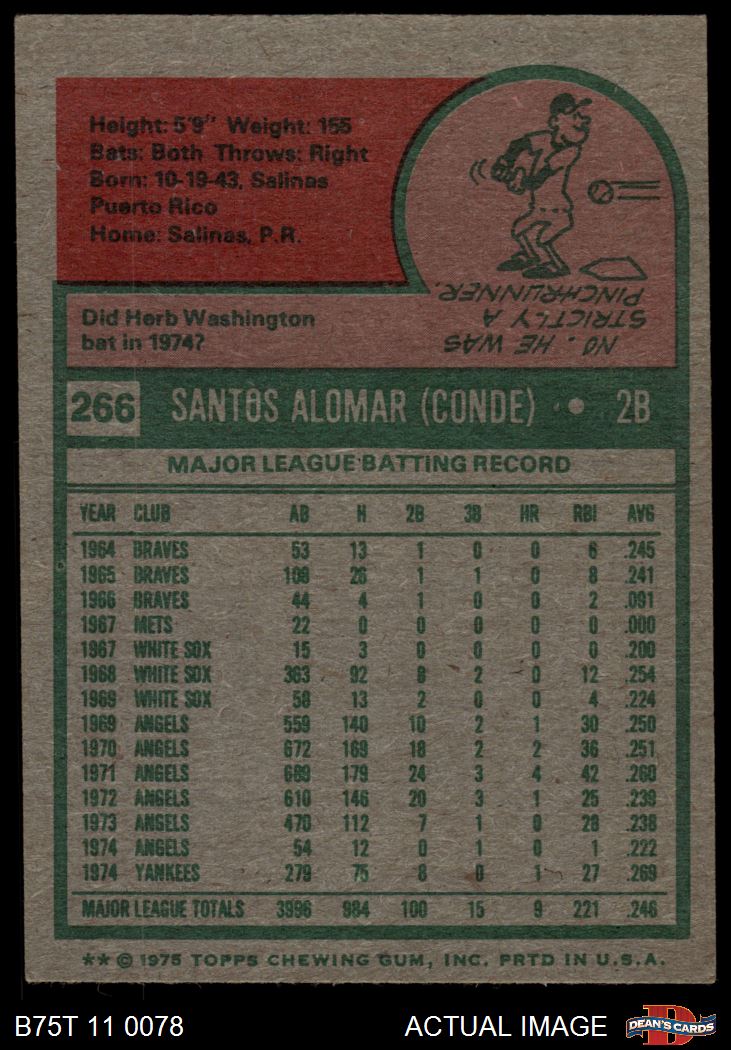 Height: 5'9" Weight: 155
Bats: Both Throws: Right
Born: 10-19-43, Salinas
Puerto Rico
Home: Salinas, P.R.
Did Herb Washington
bat in 1974?
NO. HE WAS
STRICTLY A
PINCHRUNNER.
266 SANTOS ALOMAR (CONDE) • 2B
MAJOR LEAGUE BATTING RECORD
YEAR CLUB AB H 2B 3B HR RBI AVG
1964 BRAVES 53 13 1 0 0 6 .245
1965 BRAVES 108 26 1 1 0 8 .241
1966 BRAVES 44 4 1 0 0 2 .091
1967 METS 22 0 0 0 0 0 .000
1967 WHITE SOX 15 3 0 0 0 0 .200
1968 WHITE SOX 363 92 8 2 0 12 .254
1969 WHITE SOX 58 13 2 0 0 4 .224
1969 ANGELS 559 140 10 2 1 30 .250
1970 ANGELS 672 169 18 2 2 36 .251
1971 ANGELS 689 179 24 3 4 42 .260
1972 ANGELS 610 146 20 3 1 25 .239
1973 ANGELS 470 112 7 1 0 28 .238
1974 ANGELS 54 12 0 1 0 1 .222
1974 YANKEES 279 75 8 0 1 27 .269
MAJOR LEAGUE TOTALS 3996 984 100 15 9 221 .246
** © 1975 TOPPS CHEWING GUM, INC. PRTD IN U.S.A.
B75T 11 0078 ACTUAL IMAGE DEAN'S CARDS